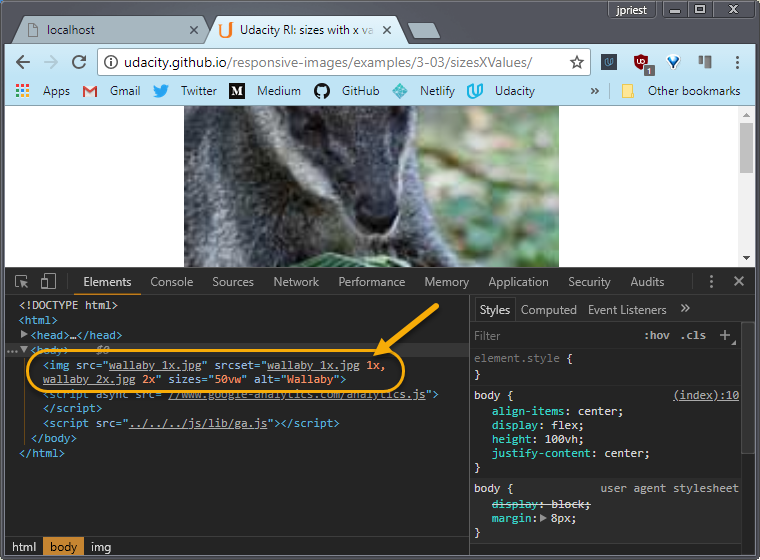 jpriest
localhost
Udacity RI: sizes with x va
udacity.github.io/responsive-images/examples/3-03/sizesXValues/
1
Apps Gmail Twitter Medium GitHub Netlify Udacity » Other bookmarks
Elements Console Sources Network Performance Memory Application Security Audits
<!DOCTYPE html>
<html>
<head>…</head>
<body> == $0
<img src="wallaby_1x.jpg" srcset="wallaby_1x.jpg 1x,
wallaby_2x.jpg 2x" sizes="50vw" alt="Wallaby">
<script async src="//www.google-analytics.com/analytics.js">
</script>
<script src="../../../js/lib/ga.js"></script>
</body>
</html>
html body img
Styles Computed Event Listeners »
Filter :hov .cls +
element.style {
}
body { (index):10
align-items: center;
display: flex;
height: 100vh;
justify-content: center;
}
body { user agent stylesheet
display: block;
margin: 8px;
}